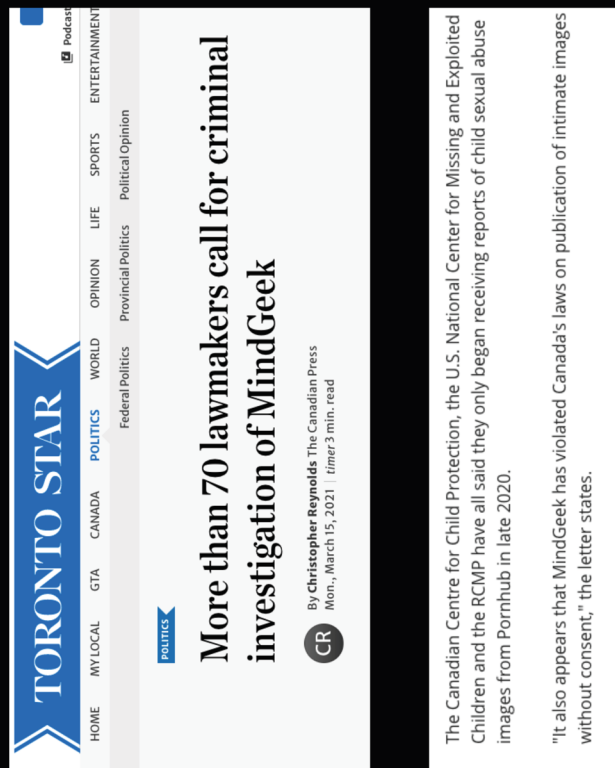 Podcast
TORONTO STAR
HOME MY LOCAL GTA CANADA POLITICS WORLD OPINION LIFE SPORTS ENTERTAINMENT
Federal Politics Provincial Politics Political Opinion
POLITICS
More than 70 lawmakers call for criminal
investigation of MindGeek
CR
By Christopher Reynolds The Canadian Press
Mon., March 15, 2021 | timer 3 min. read
The Canadian Centre for Child Protection, the U.S. National Center for Missing and Exploited
Children and the RCMP have all said they only began receiving reports of child sexual abuse
images from Pornhub in late 2020.
"It also appears that MindGeek has violated Canada's laws on publication of intimate images
without consent," the letter states.